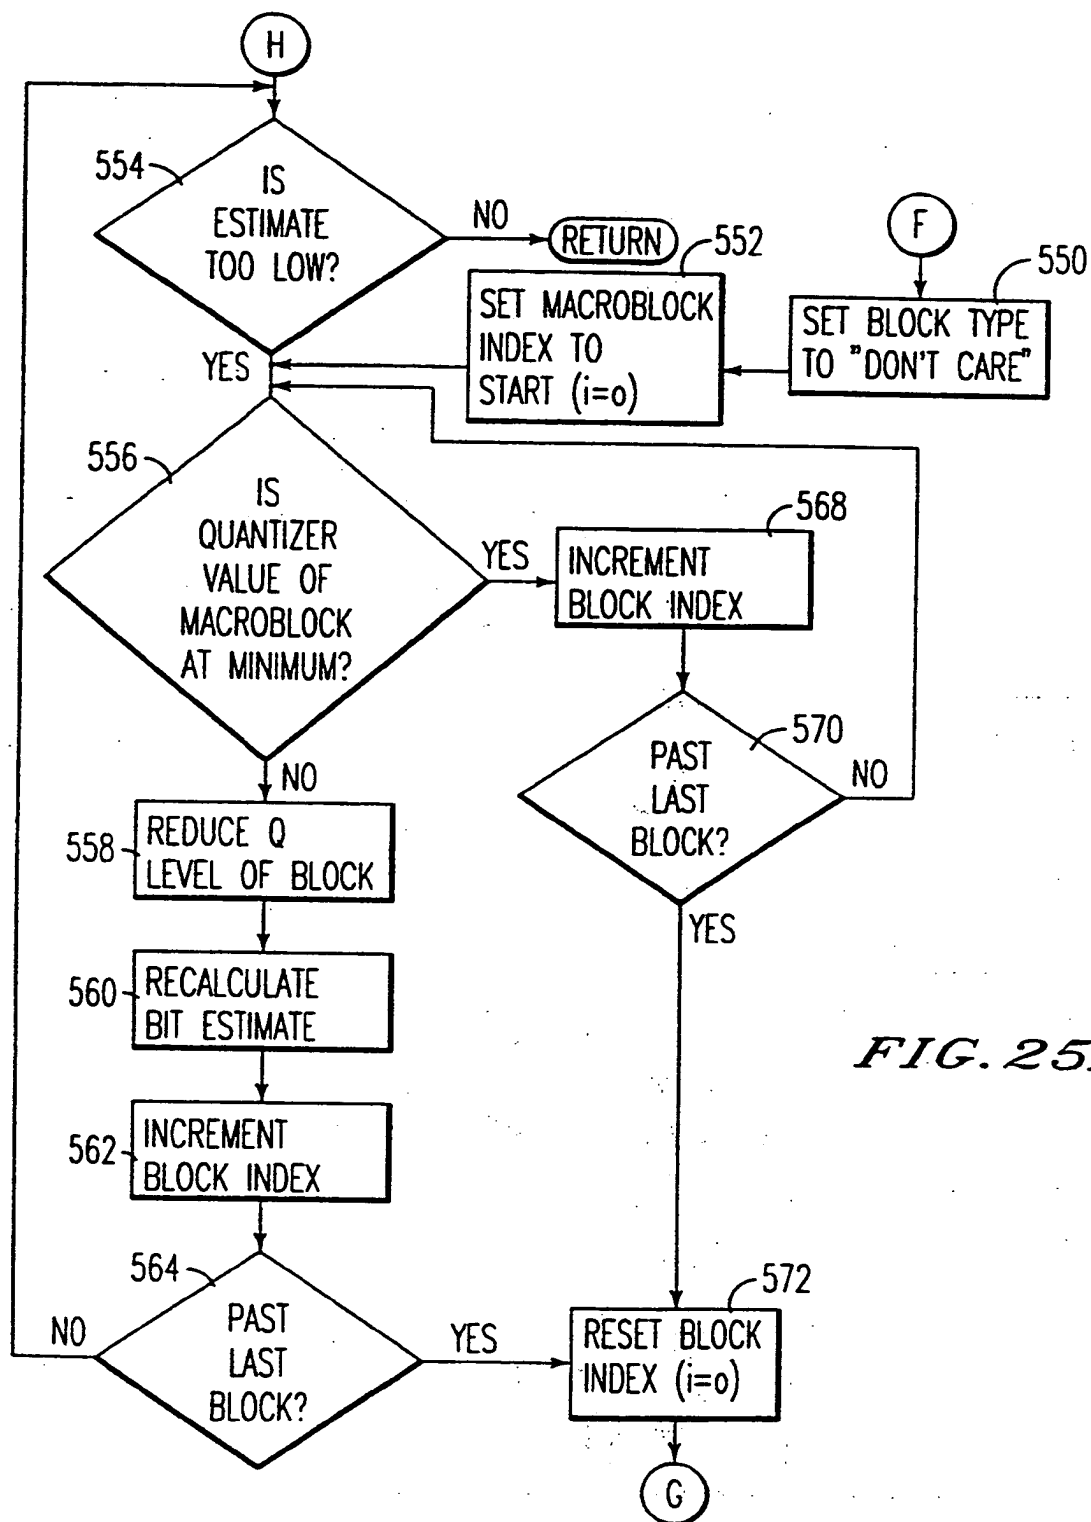 H
554
IS
ESTIMATE
TOO LOW?
NO
RETURN
YES
F
550
SET BLOCK TYPE
TO "DON'T CARE"
552
SET MACROBLOCK
INDEX TO
START (i=o)
556
IS
QUANTIZER
VALUE OF
MACROBLOCK
AT MINIMUM?
YES
NO
568
INCREMENT
BLOCK INDEX
570
PAST
LAST
BLOCK?
NO
YES
558
REDUCE Q
LEVEL OF BLOCK
560
RECALCULATE
BIT ESTIMATE
562
INCREMENT
BLOCK INDEX
564
PAST
LAST
BLOCK?
NO
YES
572
RESET BLOCK
INDEX (i=o)
G
FIG. 25